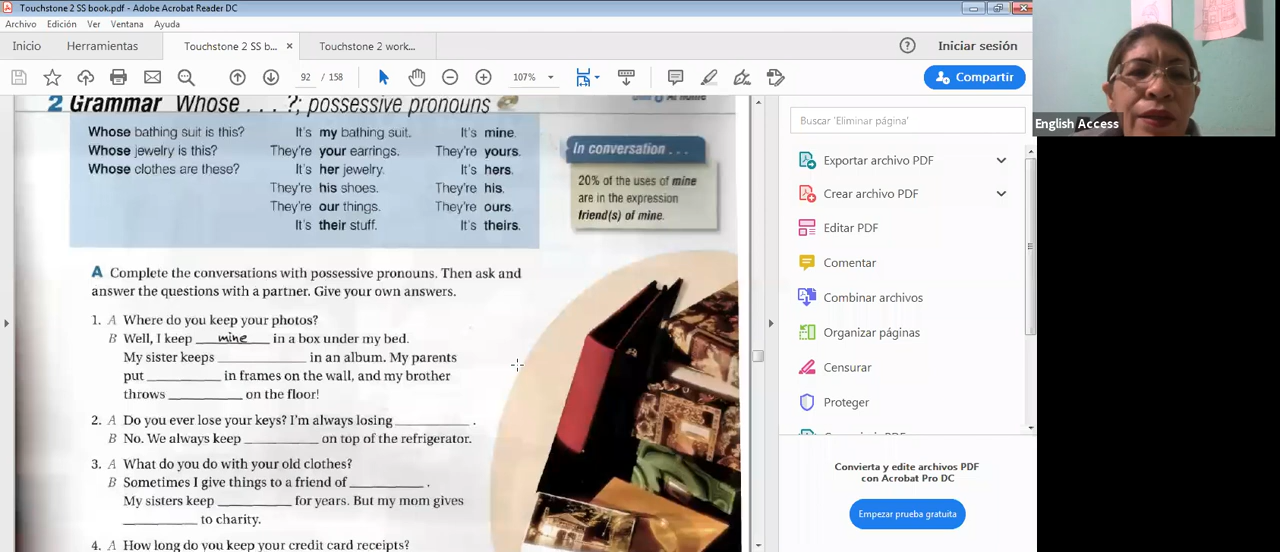 Touchstone 2 SS book.pdf - Adobe Acrobat Reader DC
Archivo Edición Ver Ventana Ayuda
Inicio Herramientas Touchstone 2 SS b... × Touchstone 2 work... Iniciar sesión
92 / 158 107% Compartir
English Access
2 Grammar Whose . . . ?; possessive pronouns
Whose bathing suit is this? It's my bathing suit. It's mine.
Whose jewelry is this? They're your earrings. They're yours.
Whose clothes are these? It's her jewelry. It's hers.
They're his shoes. They're his.
They're our things. They're ours.
It's their stuff. It's theirs.
In conversation . . .
20% of the uses of mine
are in the expression
friend(s) of mine.
A Complete the conversations with possessive pronouns. Then ask and
answer the questions with a partner. Give your own answers.
1. A Where do you keep your photos?
B Well, I keep mine in a box under my bed.
My sister keeps ____________ in an album. My parents
put ____________ in frames on the wall, and my brother
throws ____________ on the floor!
2. A Do you ever lose your keys? I'm always losing ____________ .
B No. We always keep ____________ on top of the refrigerator.
3. A What do you do with your old clothes?
B Sometimes I give things to a friend of ____________ .
My sisters keep ____________ for years. But my mom gives
____________ to charity.
4. A How long do you keep your credit card receipts?
Buscar 'Eliminar página'
Exportar archivo PDF
Crear archivo PDF
Editar PDF
Comentar
Combinar archivos
Organizar páginas
Censurar
Proteger
Convierta y edite archivos PDF
con Acrobat Pro DC
Empezar prueba gratuita